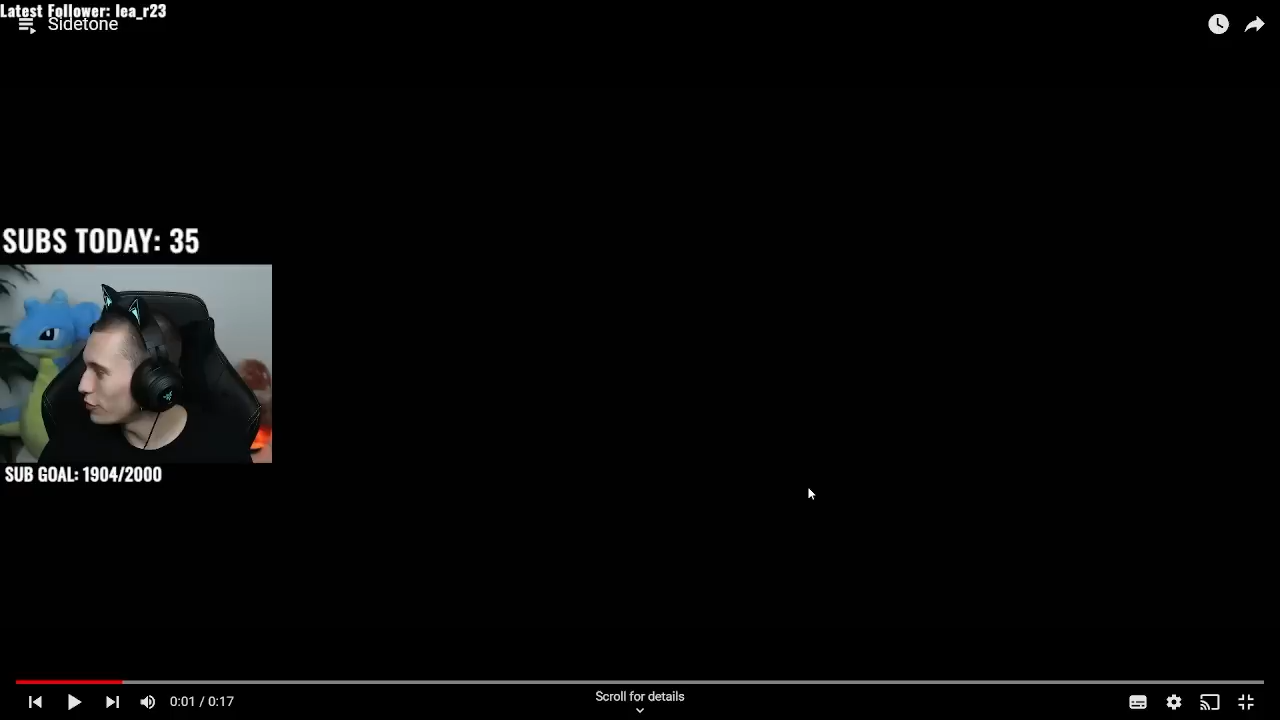 Latest Follower: lea_r23
Sidetone
SUBS TODAY: 35
SUB GOAL: 1904/2000
0:01 / 0:17
Scroll for details